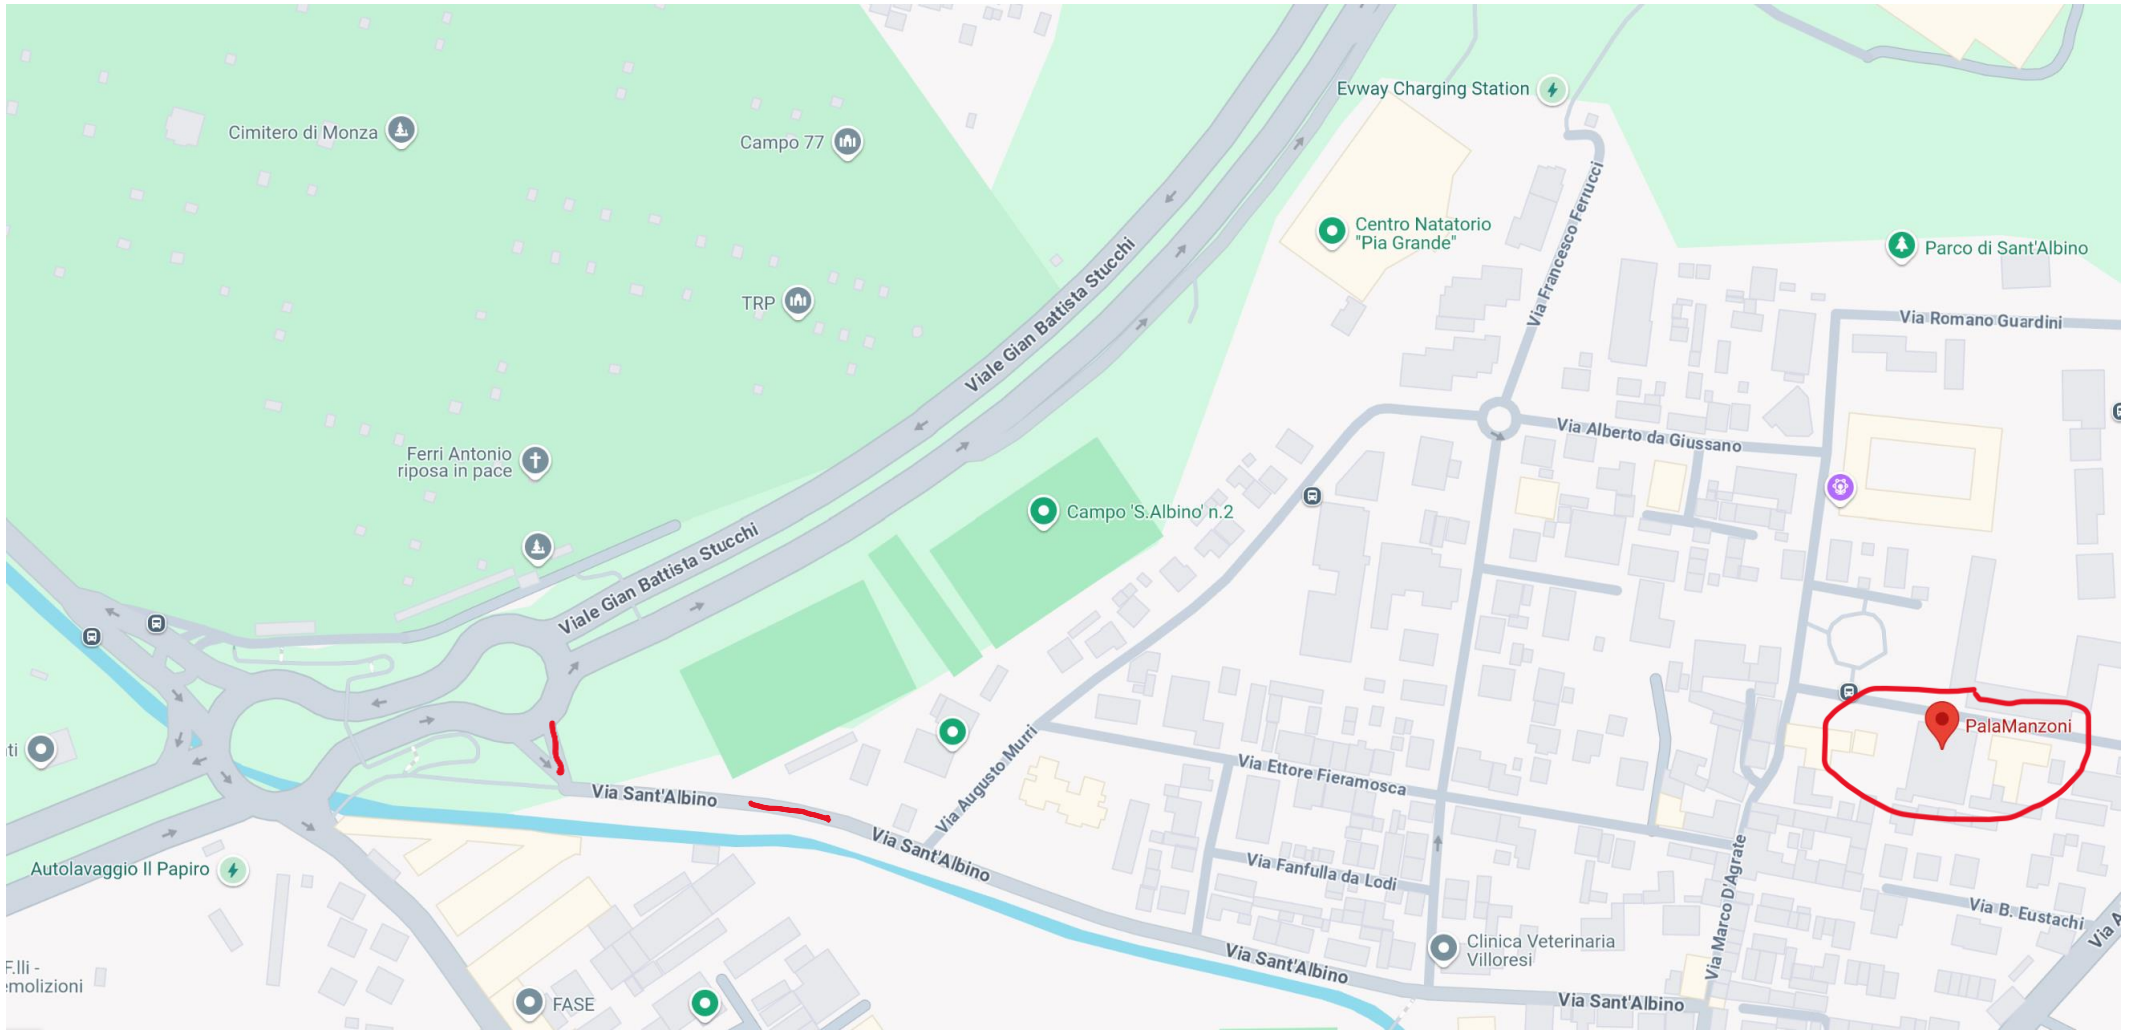 Evway Charging Station
Cimitero di Monza
Campo 77
Centro Natatorio
"Pia Grande"
Via Francesco Ferrucci
Parco di Sant'Albino
Viale Gian Battista Stucchi
TRP
Via Romano Guardini
Via Alberto da Giussano
Ferri Antonio
riposa in pace
Campo 'S.Albino' n.2
Viale Gian Battista Stucchi
PalaManzoni
ti
Via Augusto Murri
Via Ettore Fieramosca
Via Sant'Albino
Via Sant'Albino
Autolavaggio Il Papiro
Via Fanfulla da Lodi
Via Marco D'Agrate
Via B. Eustachi
Via A
Clinica Veterinaria
Villoresi
Via Sant'Albino
F.lli -
emolizioni
FASE
Via Sant'Albino